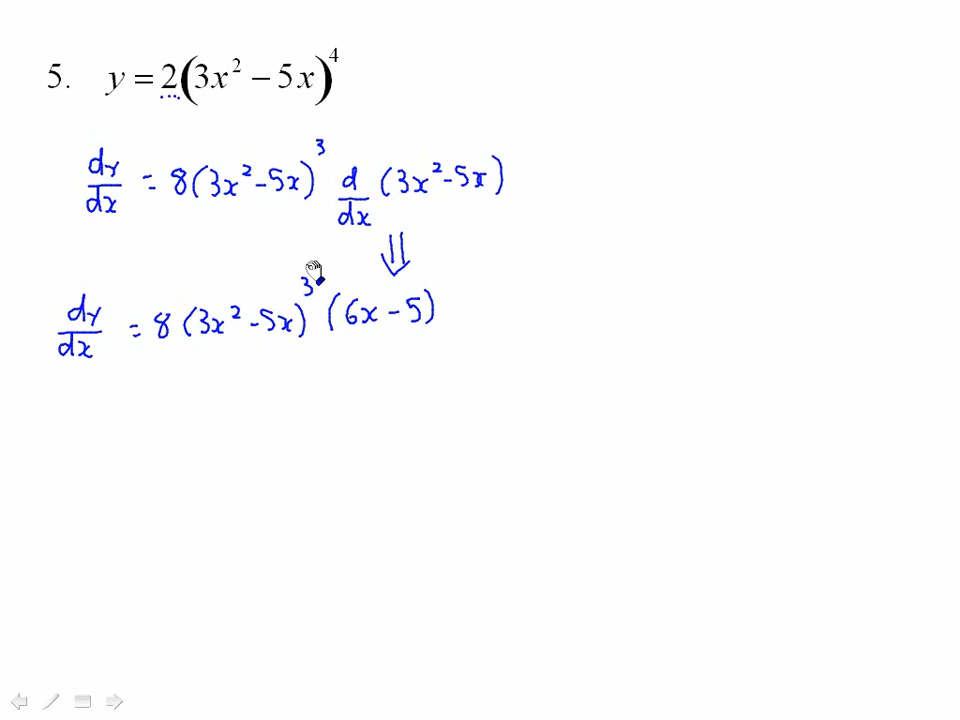 5. y = 2(3x² − 5x)⁴
dy/dx = 8(3x² - 5x)³ d/dx (3x² - 5x)
⇓
dy/dx = 8(3x² - 5x)³ (6x - 5)